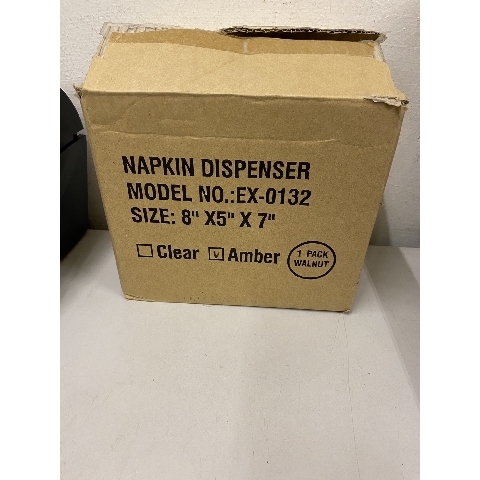 NAPKIN DISPENSER
MODEL NO.:EX-0132
SIZE: 8" X5" X 7"
☐ Clear ☑ Amber
1 PACK
WALNUT